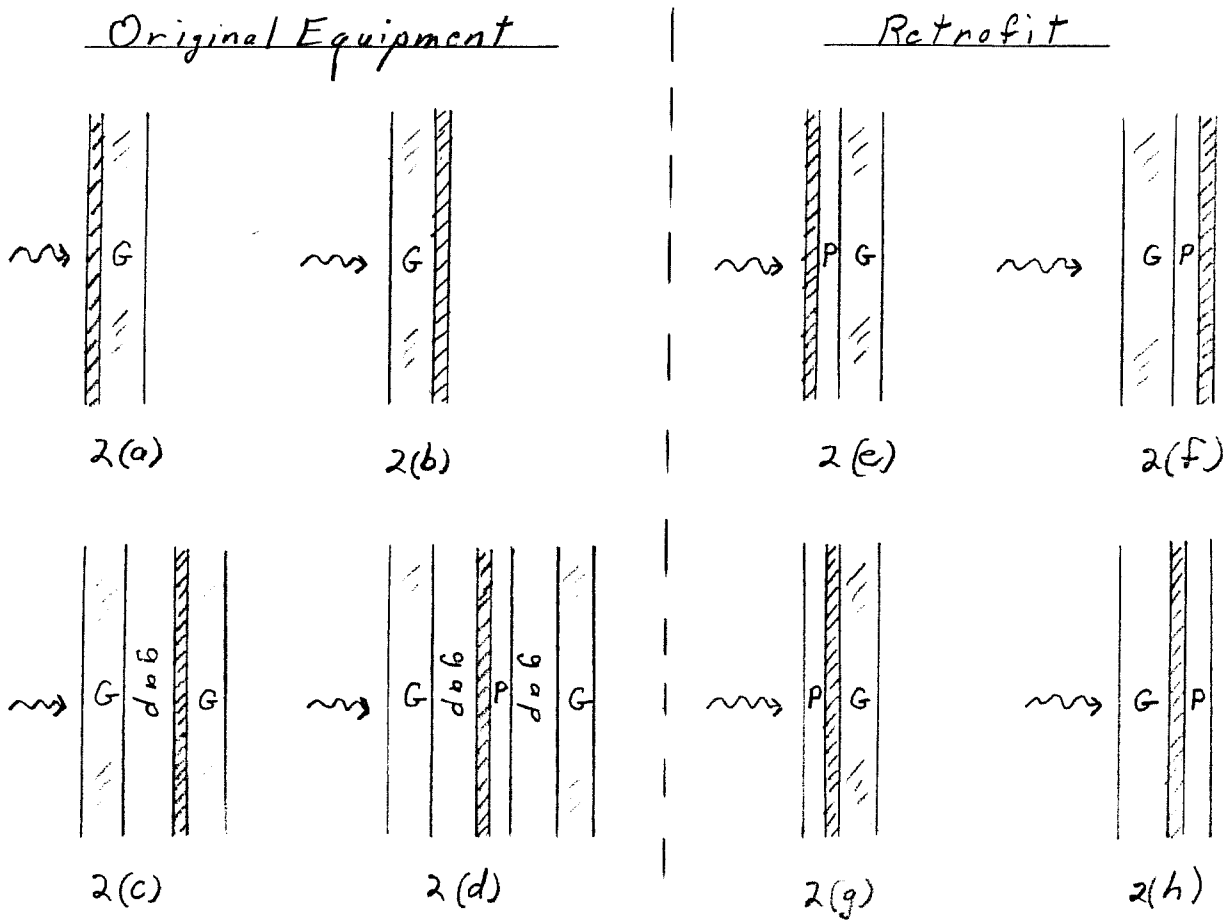 Original Equipment
Retrofit
G
G
P G
G P
2(a)
2(b)
2(e)
2(f)
G gap G
G gap P gap G
P G
G P
2(c)
2(d)
2(g)
2(h)